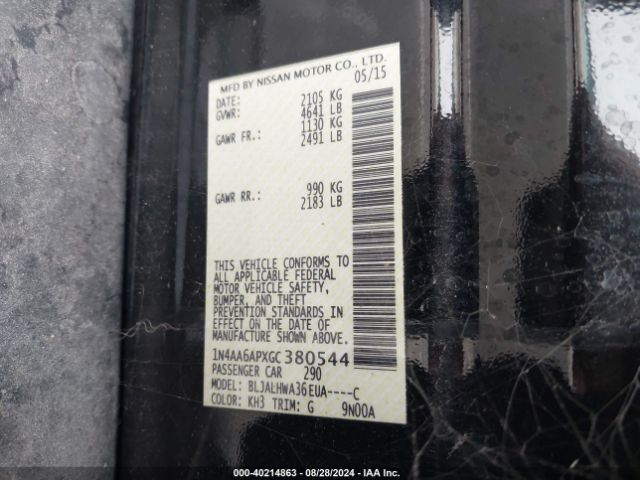 MFD BY NISSAN MOTOR CO., LTD.
DATE: 05/15
GVWR: 2105 KG
4641 LB
GAWR FR.: 1130 KG
2491 LB
GAWR RR.: 990 KG
2183 LB
THIS VEHICLE CONFORMS TO
ALL APPLICABLE FEDERAL
MOTOR VEHICLE SAFETY,
BUMPER, AND THEFT
PREVENTION STANDARDS IN
EFFECT ON THE DATE OF
MANUFACTURE SHOWN ABOVE.
1N4AA6APXGC380544
PASSENGER CAR 290
MODEL: BLJALHWA36EUA----C
COLOR: KH3 TRIM: G 9N00A
000-40214863 | 08/28/2024 - IAA Inc.